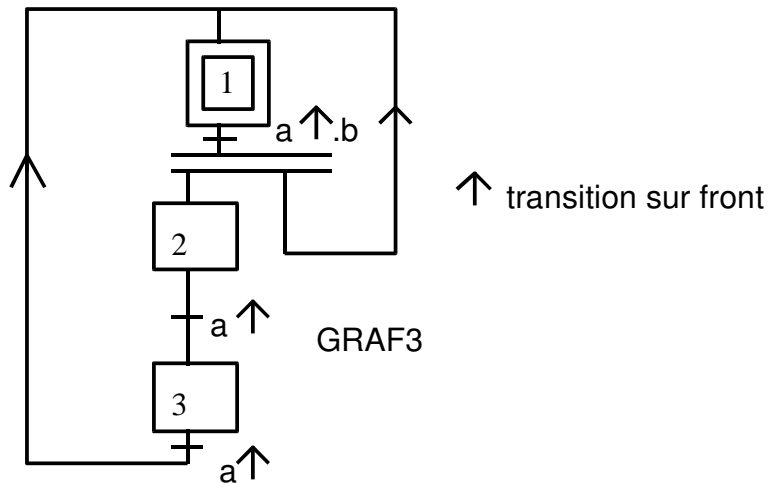 1
a ↑.b
↑ transition sur front
2
a ↑
GRAF3
3
a ↑